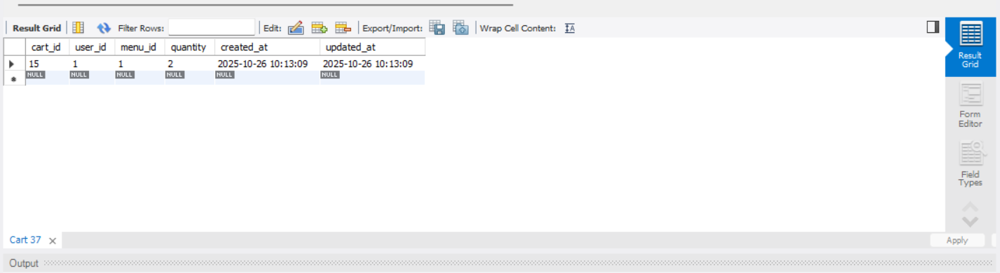 Result Grid Filter Rows: Edit: Export/Import: Wrap Cell Content:
cart_id user_id menu_id quantity created_at updated_at
15 1 1 2 2025-10-26 10:13:09 2025-10-26 10:13:09
NULL NULL NULL NULL NULL NULL
Result
Grid
Form
Editor
Field
Types
Cart 37
Apply
Output